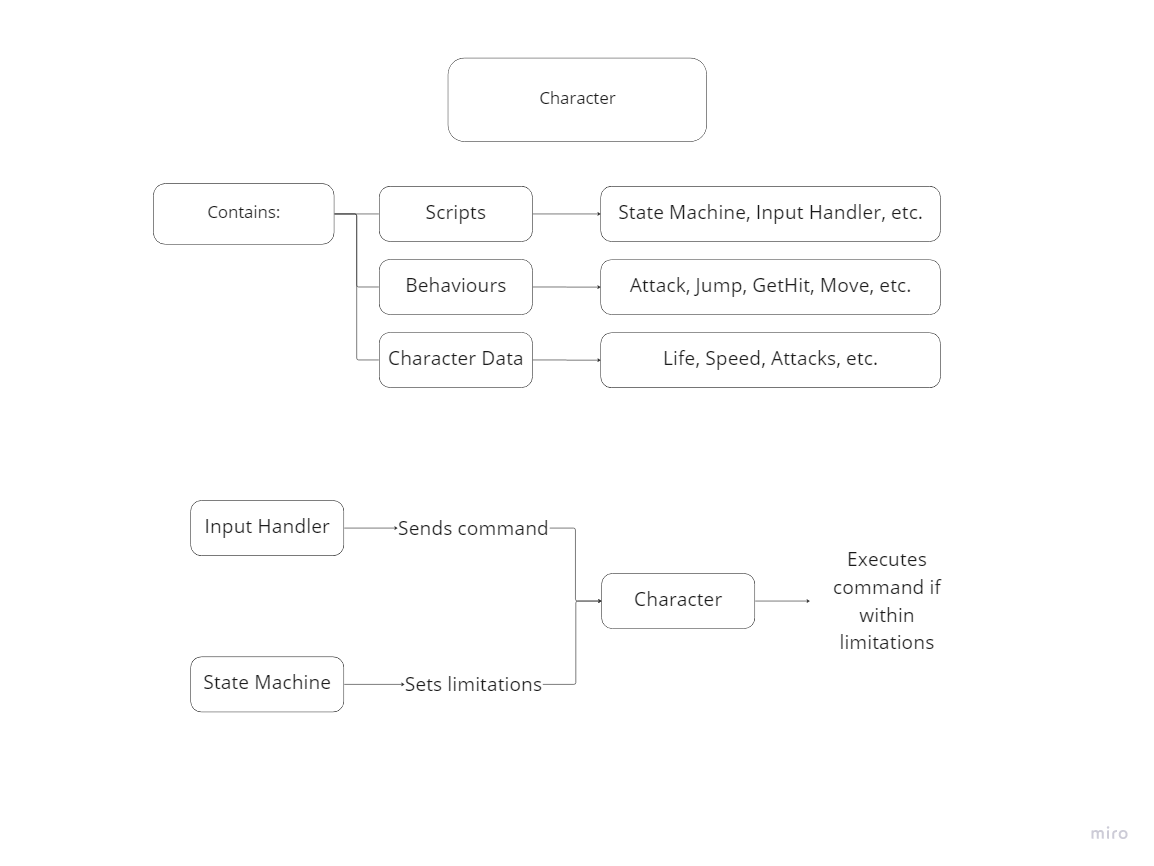 Character
Contains:
Scripts
State Machine, Input Handler, etc.
Behaviours
Attack, Jump, GetHit, Move, etc.
Character Data
Life, Speed, Attacks, etc.
Input Handler
Sends command
Character
Executes
command if
within
limitations
State Machine
Sets limitations
miro